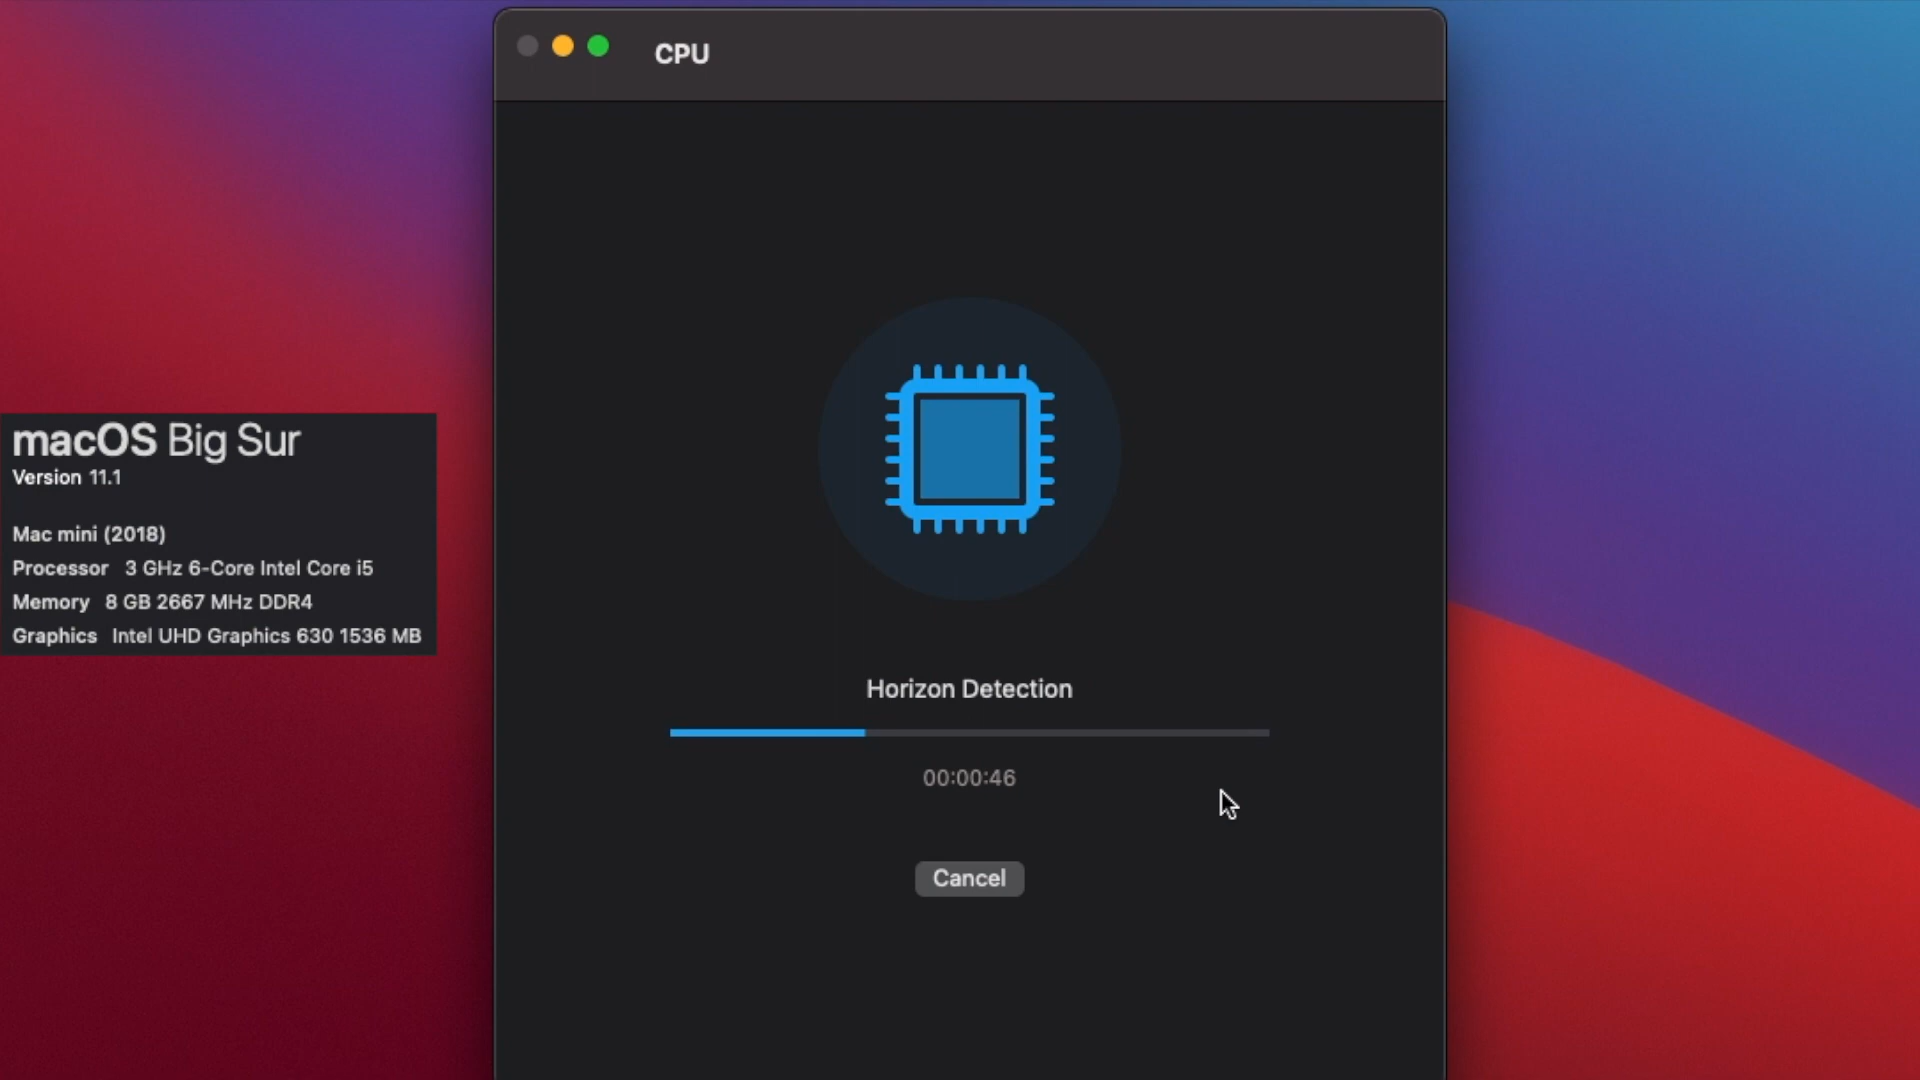 CPU
macOS Big Sur
Version 11.1
Mac mini (2018)
Processor 3 GHz 6-Core Intel Core i5
Memory 8 GB 2667 MHz DDR4
Graphics Intel UHD Graphics 630 1536 MB
Horizon Detection
00:00:46
Cancel